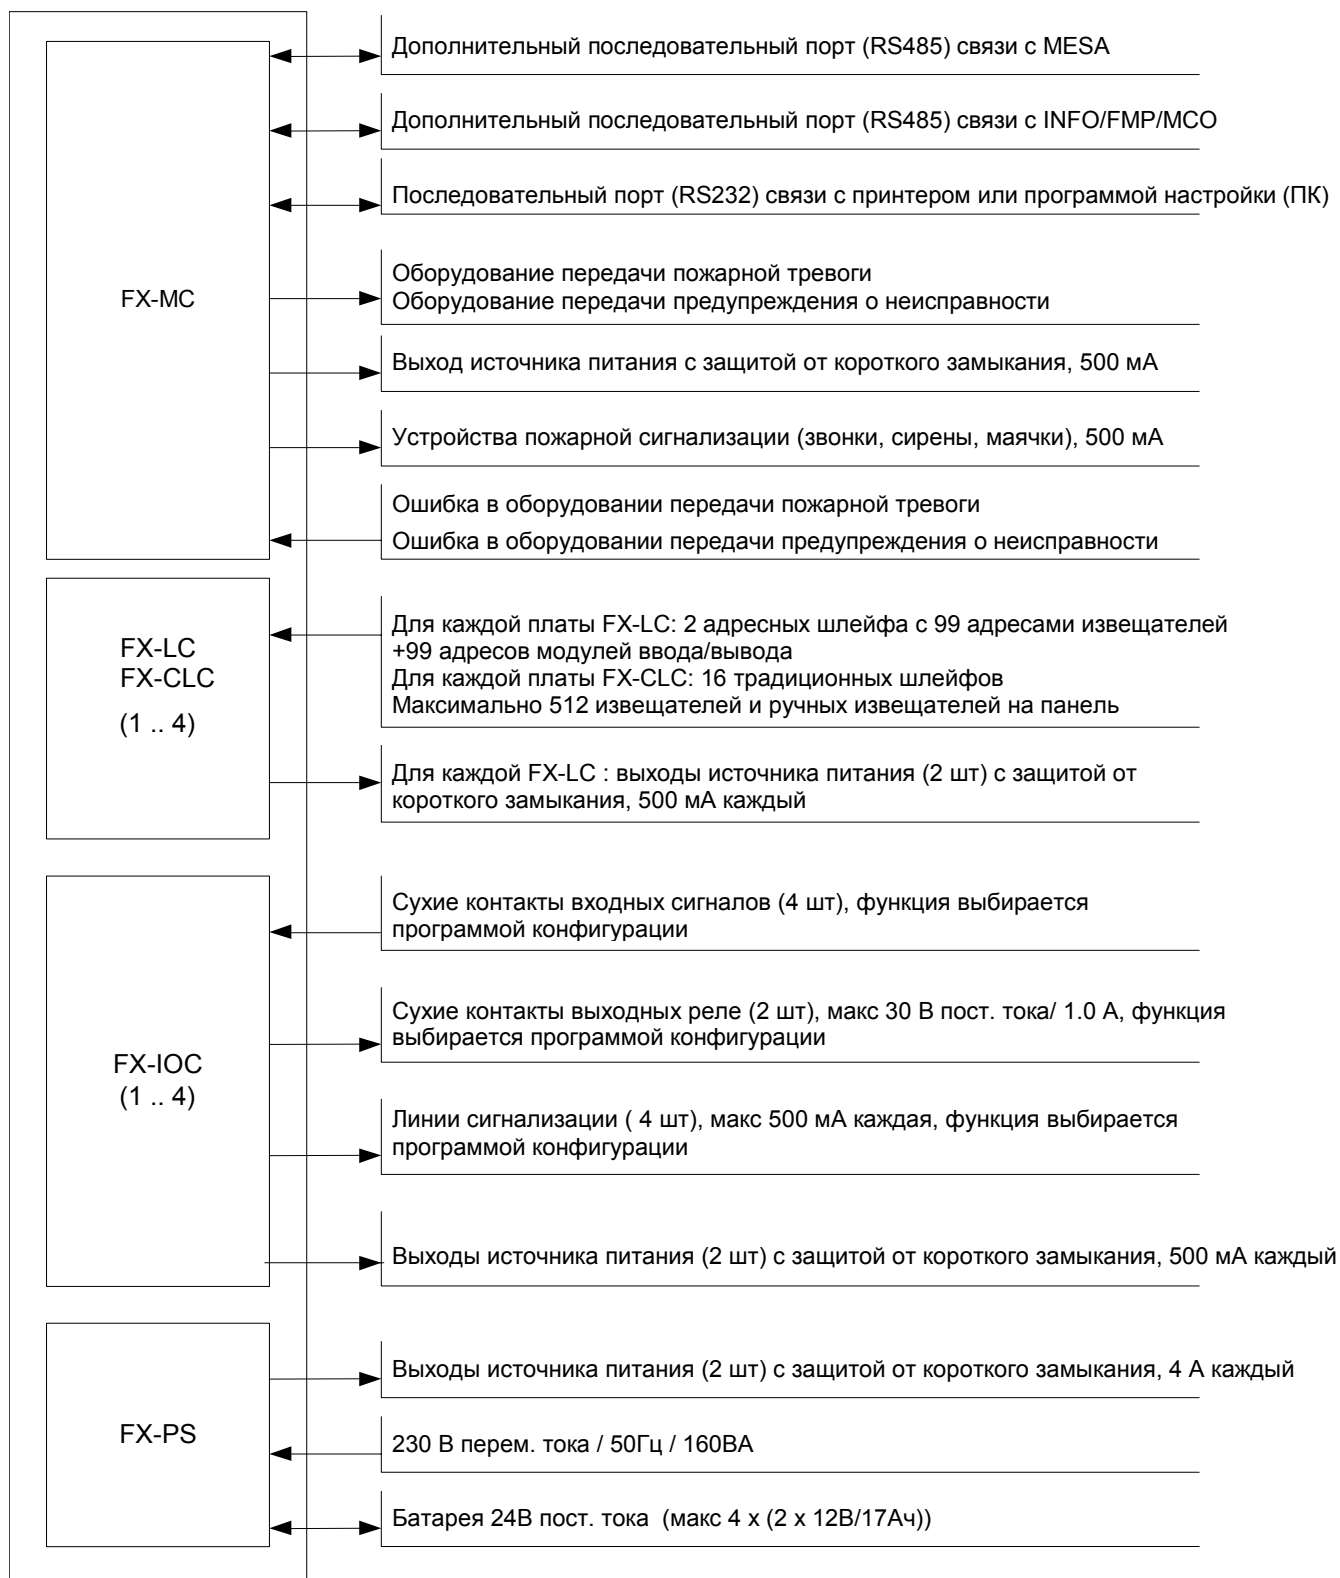 Дополнительный последовательный порт (RS485) связи с MESA
Дополнительный последовательный порт (RS485) связи с INFO/FMP/MCO
Последовательный порт (RS232) связи с принтером или программой настройки (ПК)
FX-MC
Оборудование передачи пожарной тревоги
Оборудование передачи предупреждения о неисправности
Выход источника питания с защитой от короткого замыкания, 500 мА
Устройства пожарной сигнализации (звонки, сирены, маячки), 500 мА
Ошибка в оборудовании передачи пожарной тревоги
Ошибка в оборудовании передачи предупреждения о неисправности
FX-LC
FX-CLC
(1 .. 4)
Для каждой платы FX-LC: 2 адресных шлейфа с 99 адресами извещателей
+99 адресов модулей ввода/вывода
Для каждой платы FX-CLC: 16 традиционных шлейфов
Максимально 512 извещателей и ручных извещателей на панель
Для каждой FX-LC : выходы источника питания (2 шт) с защитой от
короткого замыкания, 500 мА каждый
FX-IOC
(1 .. 4)
Сухие контакты входных сигналов (4 шт), функция выбирается
программой конфигурации
Сухие контакты выходных реле (2 шт), макс 30 В пост. тока/ 1.0 А, функция
выбирается программой конфигурации
Линии сигнализации ( 4 шт), макс 500 мА каждая, функция выбирается
программой конфигурации
Выходы источника питания (2 шт) с защитой от короткого замыкания, 500 мА каждый
FX-PS
Выходы источника питания (2 шт) с защитой от короткого замыкания, 4 А каждый
230 В перем. тока / 50Гц / 160ВА
Батарея 24В пост. тока (макс 4 x (2 x 12В/17Ач))